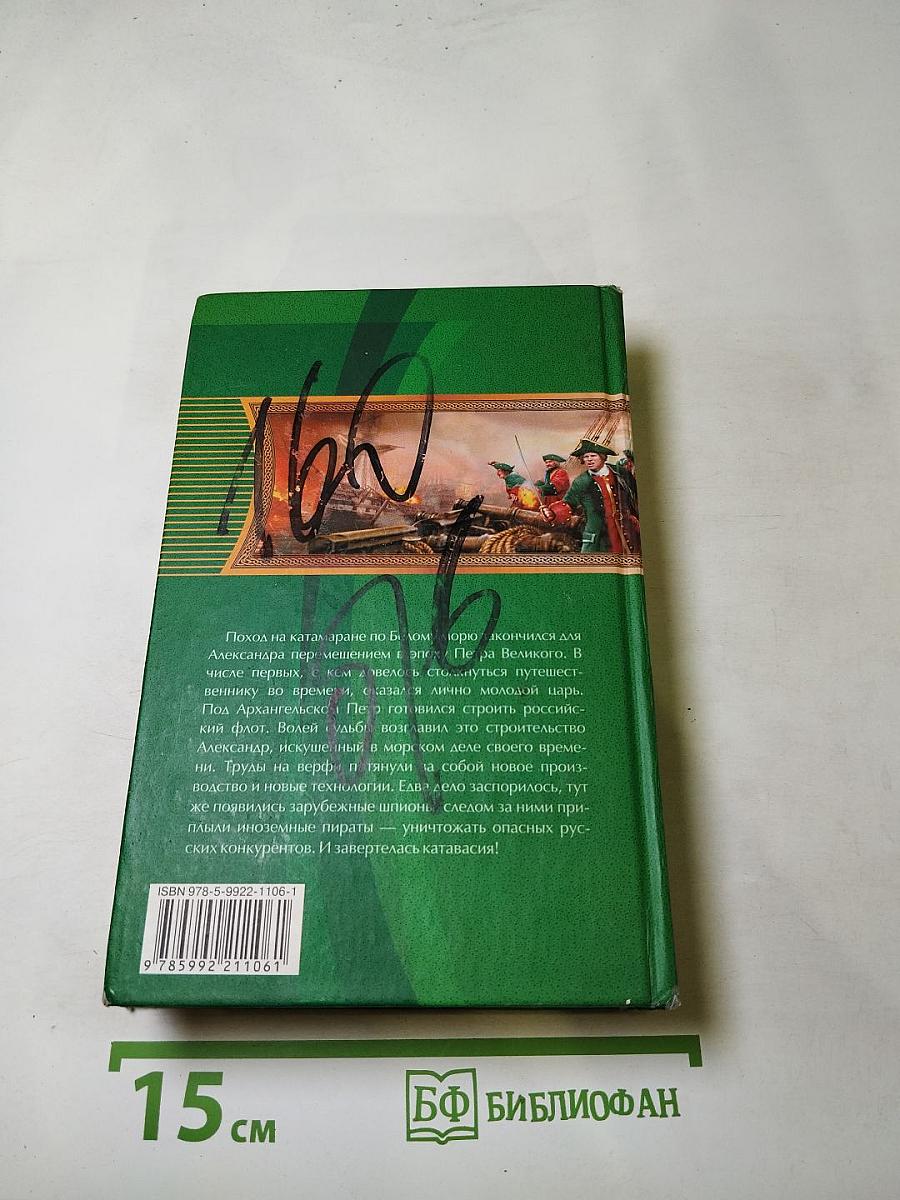 160
Поход на катамаране по Белому морю закончился для
Александра перемещением в эпоху Петра Великого. В
числе первых, с кем довелось столкнуться путешест-
веннику во времени, оказался лично молодой царь.
Под Архангельском Петр готовился строить российс-
кий флот. Волей судьбы возглавил это строительство
Александр, искушенный в морском деле своего време-
ни. Труды на верфи потянули за собой новое произ-
водство и новые технологии. Едва дело заспорилось, тут
же появились зарубежные шпионы, следом за ними при-
плыли иноземные пираты — уничтожать опасных рус-
ских конкурентов. И завертелась катавасия!
ISBN 978-5-9922-1106-1
9 785992 211061
15 см
БФ БИБЛИОФАН